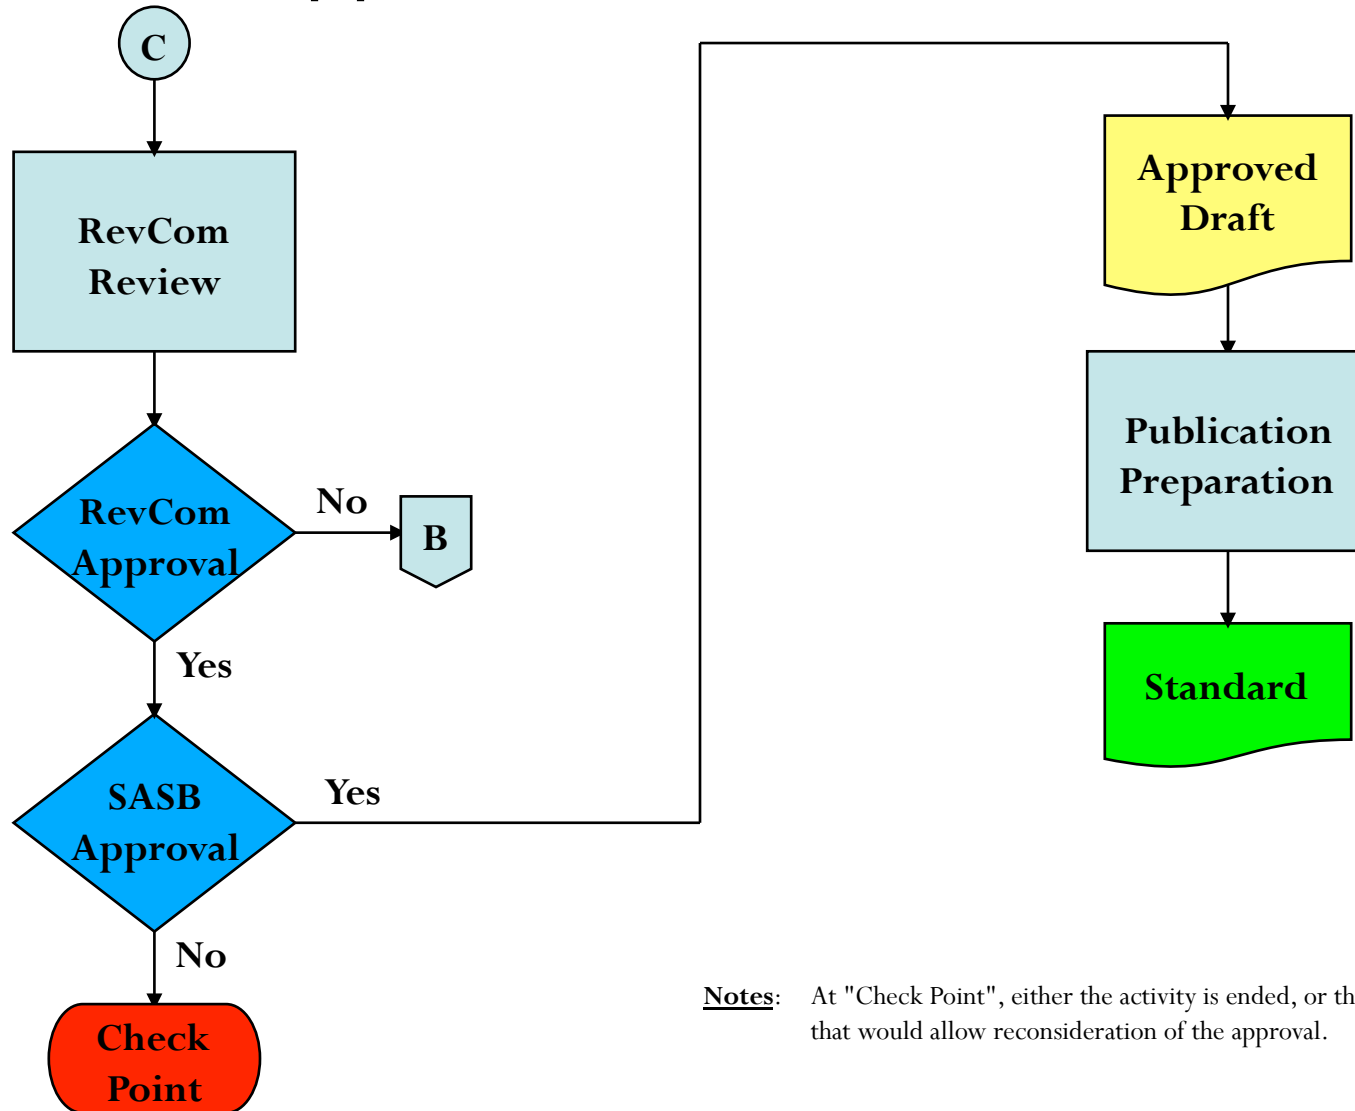 C
RevCom
Review
RevCom
Approval
No
B
Yes
SASB
Approval
Yes
No
Check
Point
Approved
Draft
Publication
Preparation
Standard
Notes: At "Check Point", either the activity is ended, or th
that would allow reconsideration of the approval.